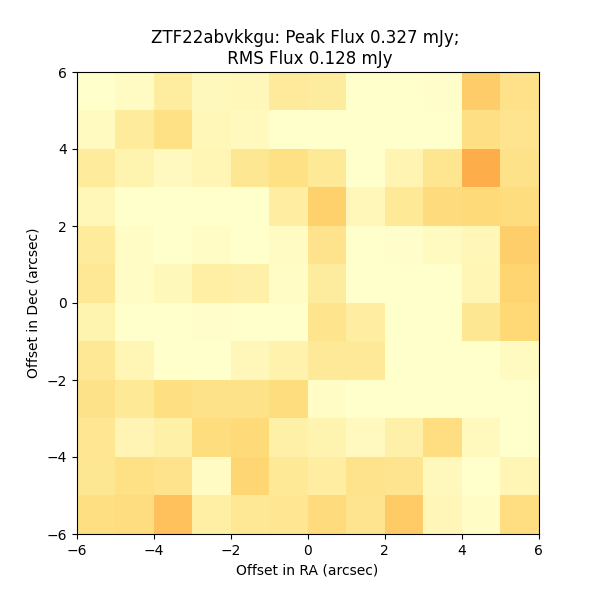 ZTF22abvkkgu: Peak Flux 0.327 mJy;
RMS Flux 0.128 mJy
6
4
2
0
−2
−4
−6
Offset in Dec (arcsec)
−6 −4 −2 0 2 4 6
Offset in RA (arcsec)